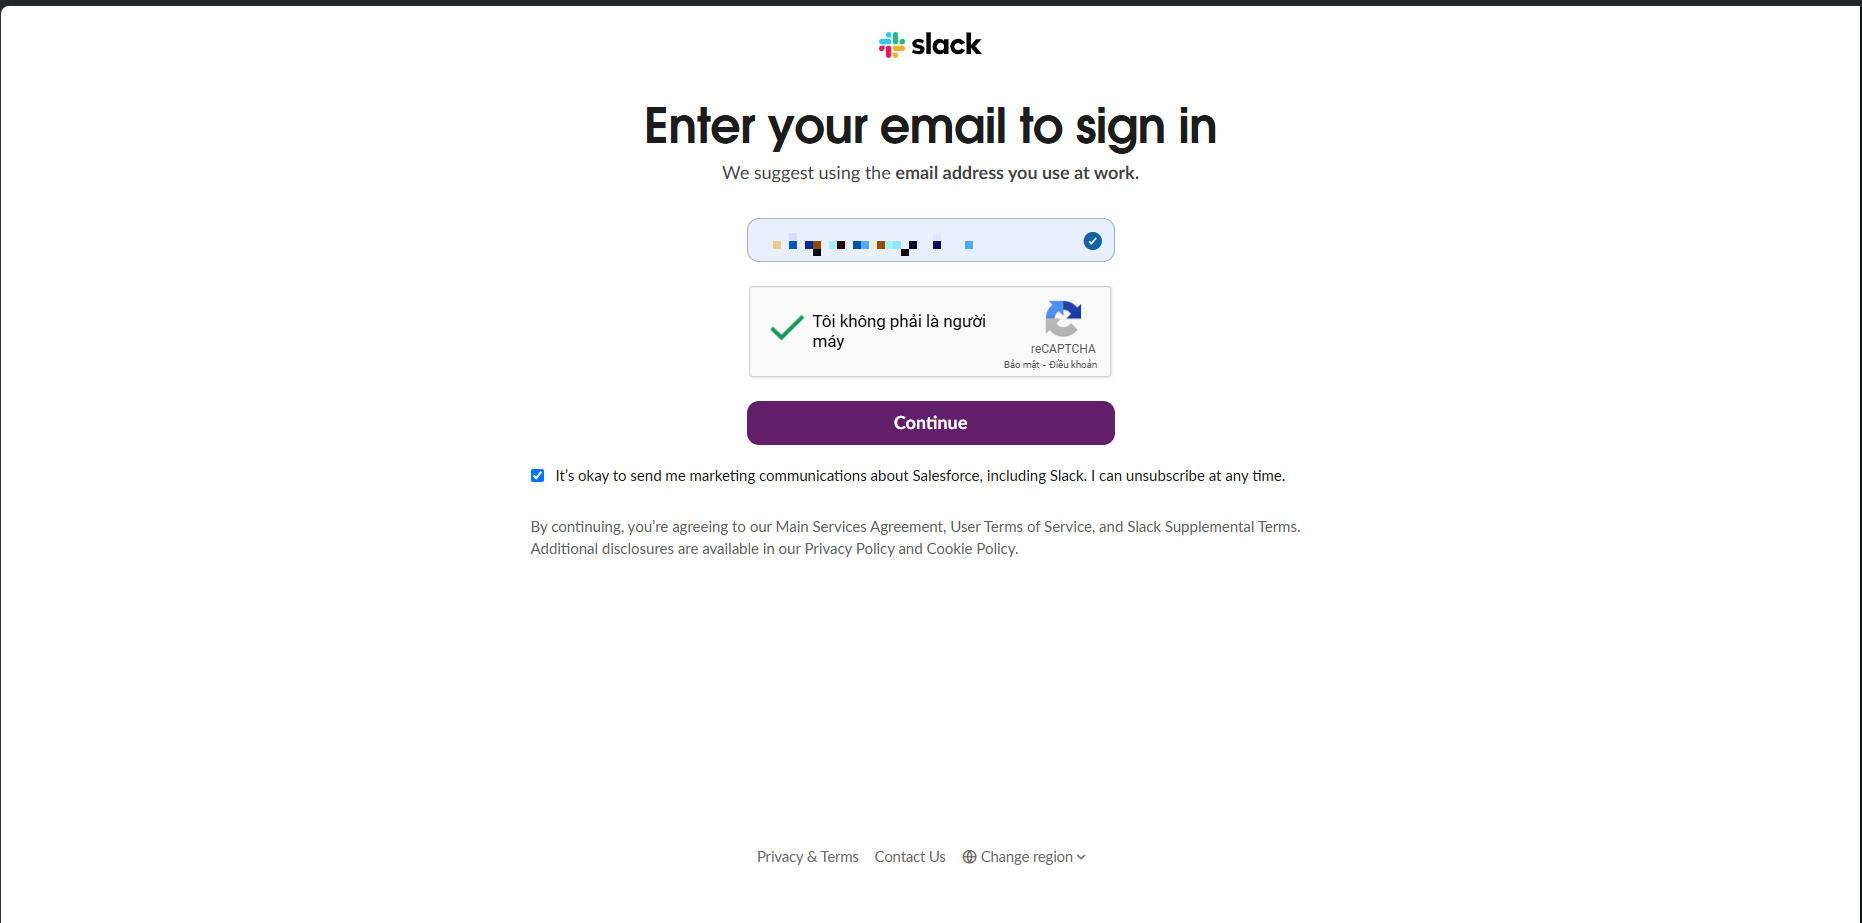 slack
Enter your email to sign in
We suggest using the email address you use at work.
Tôi không phải là người
máy
reCAPTCHA
Bảo mật - Điều khoản
Continue
It's okay to send me marketing communications about Salesforce, including Slack. I can unsubscribe at any time.
By continuing, you're agreeing to our Main Services Agreement, User Terms of Service, and Slack Supplemental Terms.
Additional disclosures are available in our Privacy Policy and Cookie Policy.
Privacy & Terms Contact Us Change region